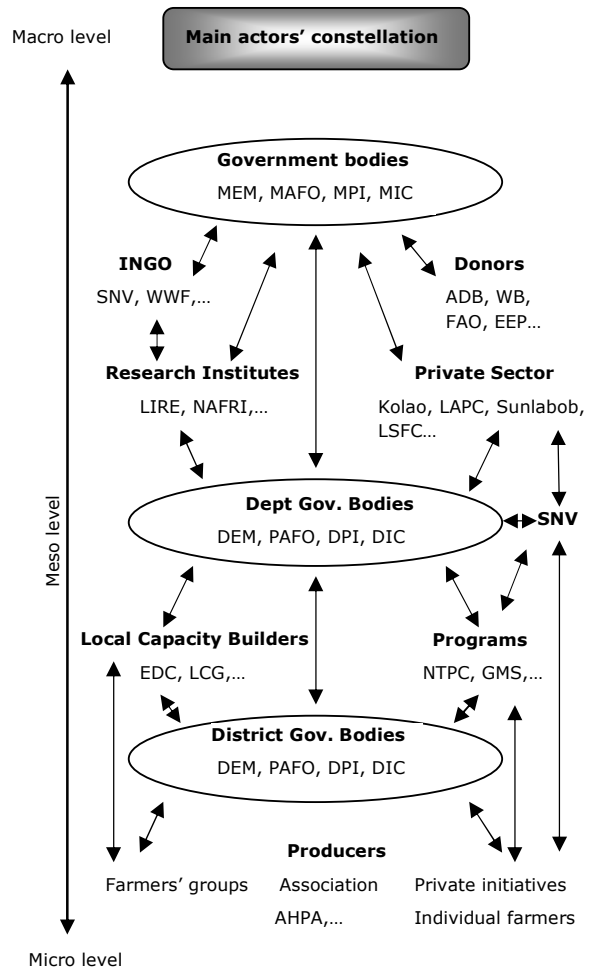 Macro level
Main actors’ constellation
Government bodies
MEM, MAFO, MPI, MIC
INGO
SNV, WWF,...
Donors
ADB, WB,
FAO, EEP...
Research Institutes
LIRE, NAFRI,...
Private Sector
Kolao, LAPC, Sunlabob,
LSFC...
Meso level
Dept Gov. Bodies
DEM, PAFO, DPI, DIC
SNV
Local Capacity Builders
EDC, LCG,...
Programs
NTPC, GMS,...
District Gov. Bodies
DEM, PAFO, DPI, DIC
Producers
Farmers’ groups
Association
AHPA,...
Private initiatives
Individual farmers
Micro level